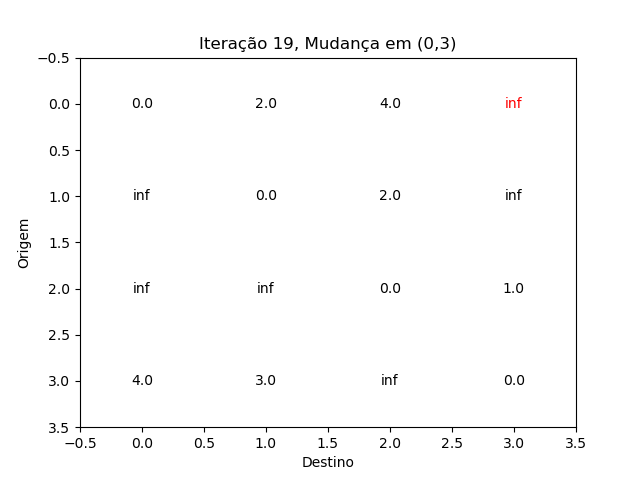 Iteração 19, Mudança em (0,3)
−0.5
0.0 0.0 2.0 4.0 inf
0.5
1.0 inf 0.0 2.0 inf
1.5
2.0 inf inf 0.0 1.0
2.5
3.0 4.0 3.0 inf 0.0
3.5
−0.5 0.0 0.5 1.0 1.5 2.0 2.5 3.0 3.5
Origem
Destino